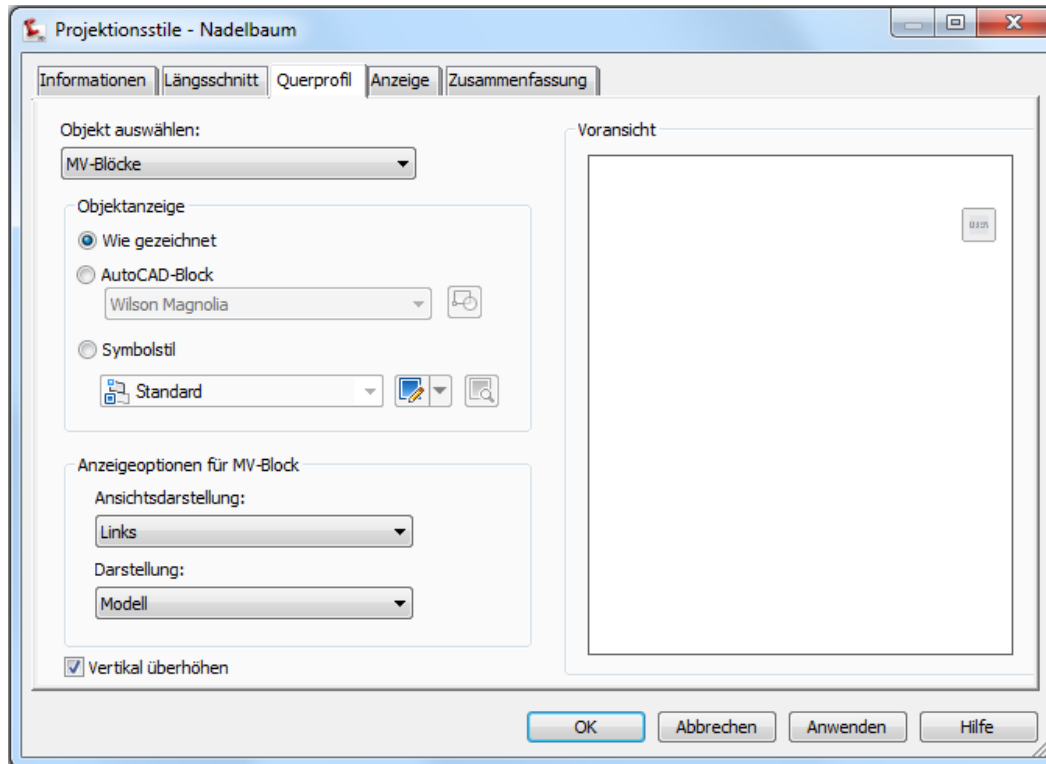 Projektionsstile - Nadelbaum
Informationen Längsschnitt Querprofil Anzeige Zusammenfassung
Objekt auswählen:
MV-Blöcke
Objektanzeige
Wie gezeichnet
AutoCAD-Block
Wilson Magnolia
Symbolstil
Standard
Anzeigeoptionen für MV-Block
Ansichtsdarstellung:
Links
Darstellung:
Modell
Vertikal überhöhen
Voransicht
OK Abbrechen Anwenden Hilfe